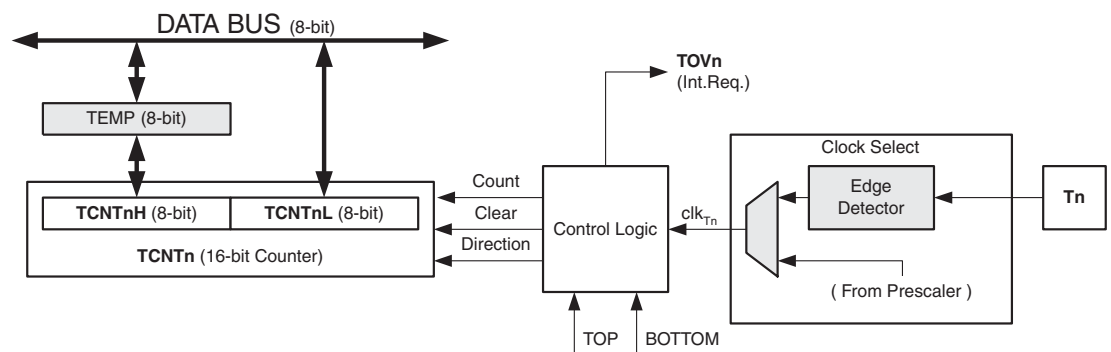 DATA BUS (8-bit)
TOVn
(Int.Req.)
TEMP (8-bit)
Clock Select
Count
Edge
Detector
Tn
TCNTnH (8-bit) TCNTnL (8-bit)
Clear
Control Logic
clkTn
TCNTn (16-bit Counter)
Direction
( From Prescaler )
TOP BOTTOM